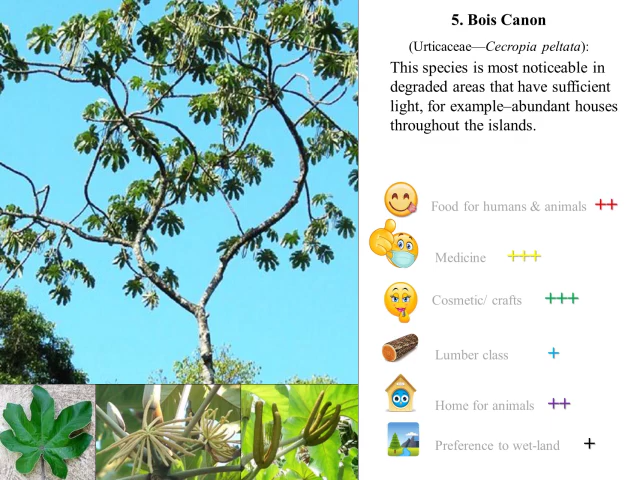 5. Bois Canon
(Urticaceae—Cecropia peltata):
This species is most noticeable in
degraded areas that have sufficient
light, for example–abundant houses
throughout the islands.
Food for humans & animals ++
Medicine +++
Cosmetic/ crafts +++
Lumber class +
Home for animals ++
Preference to wet-land +